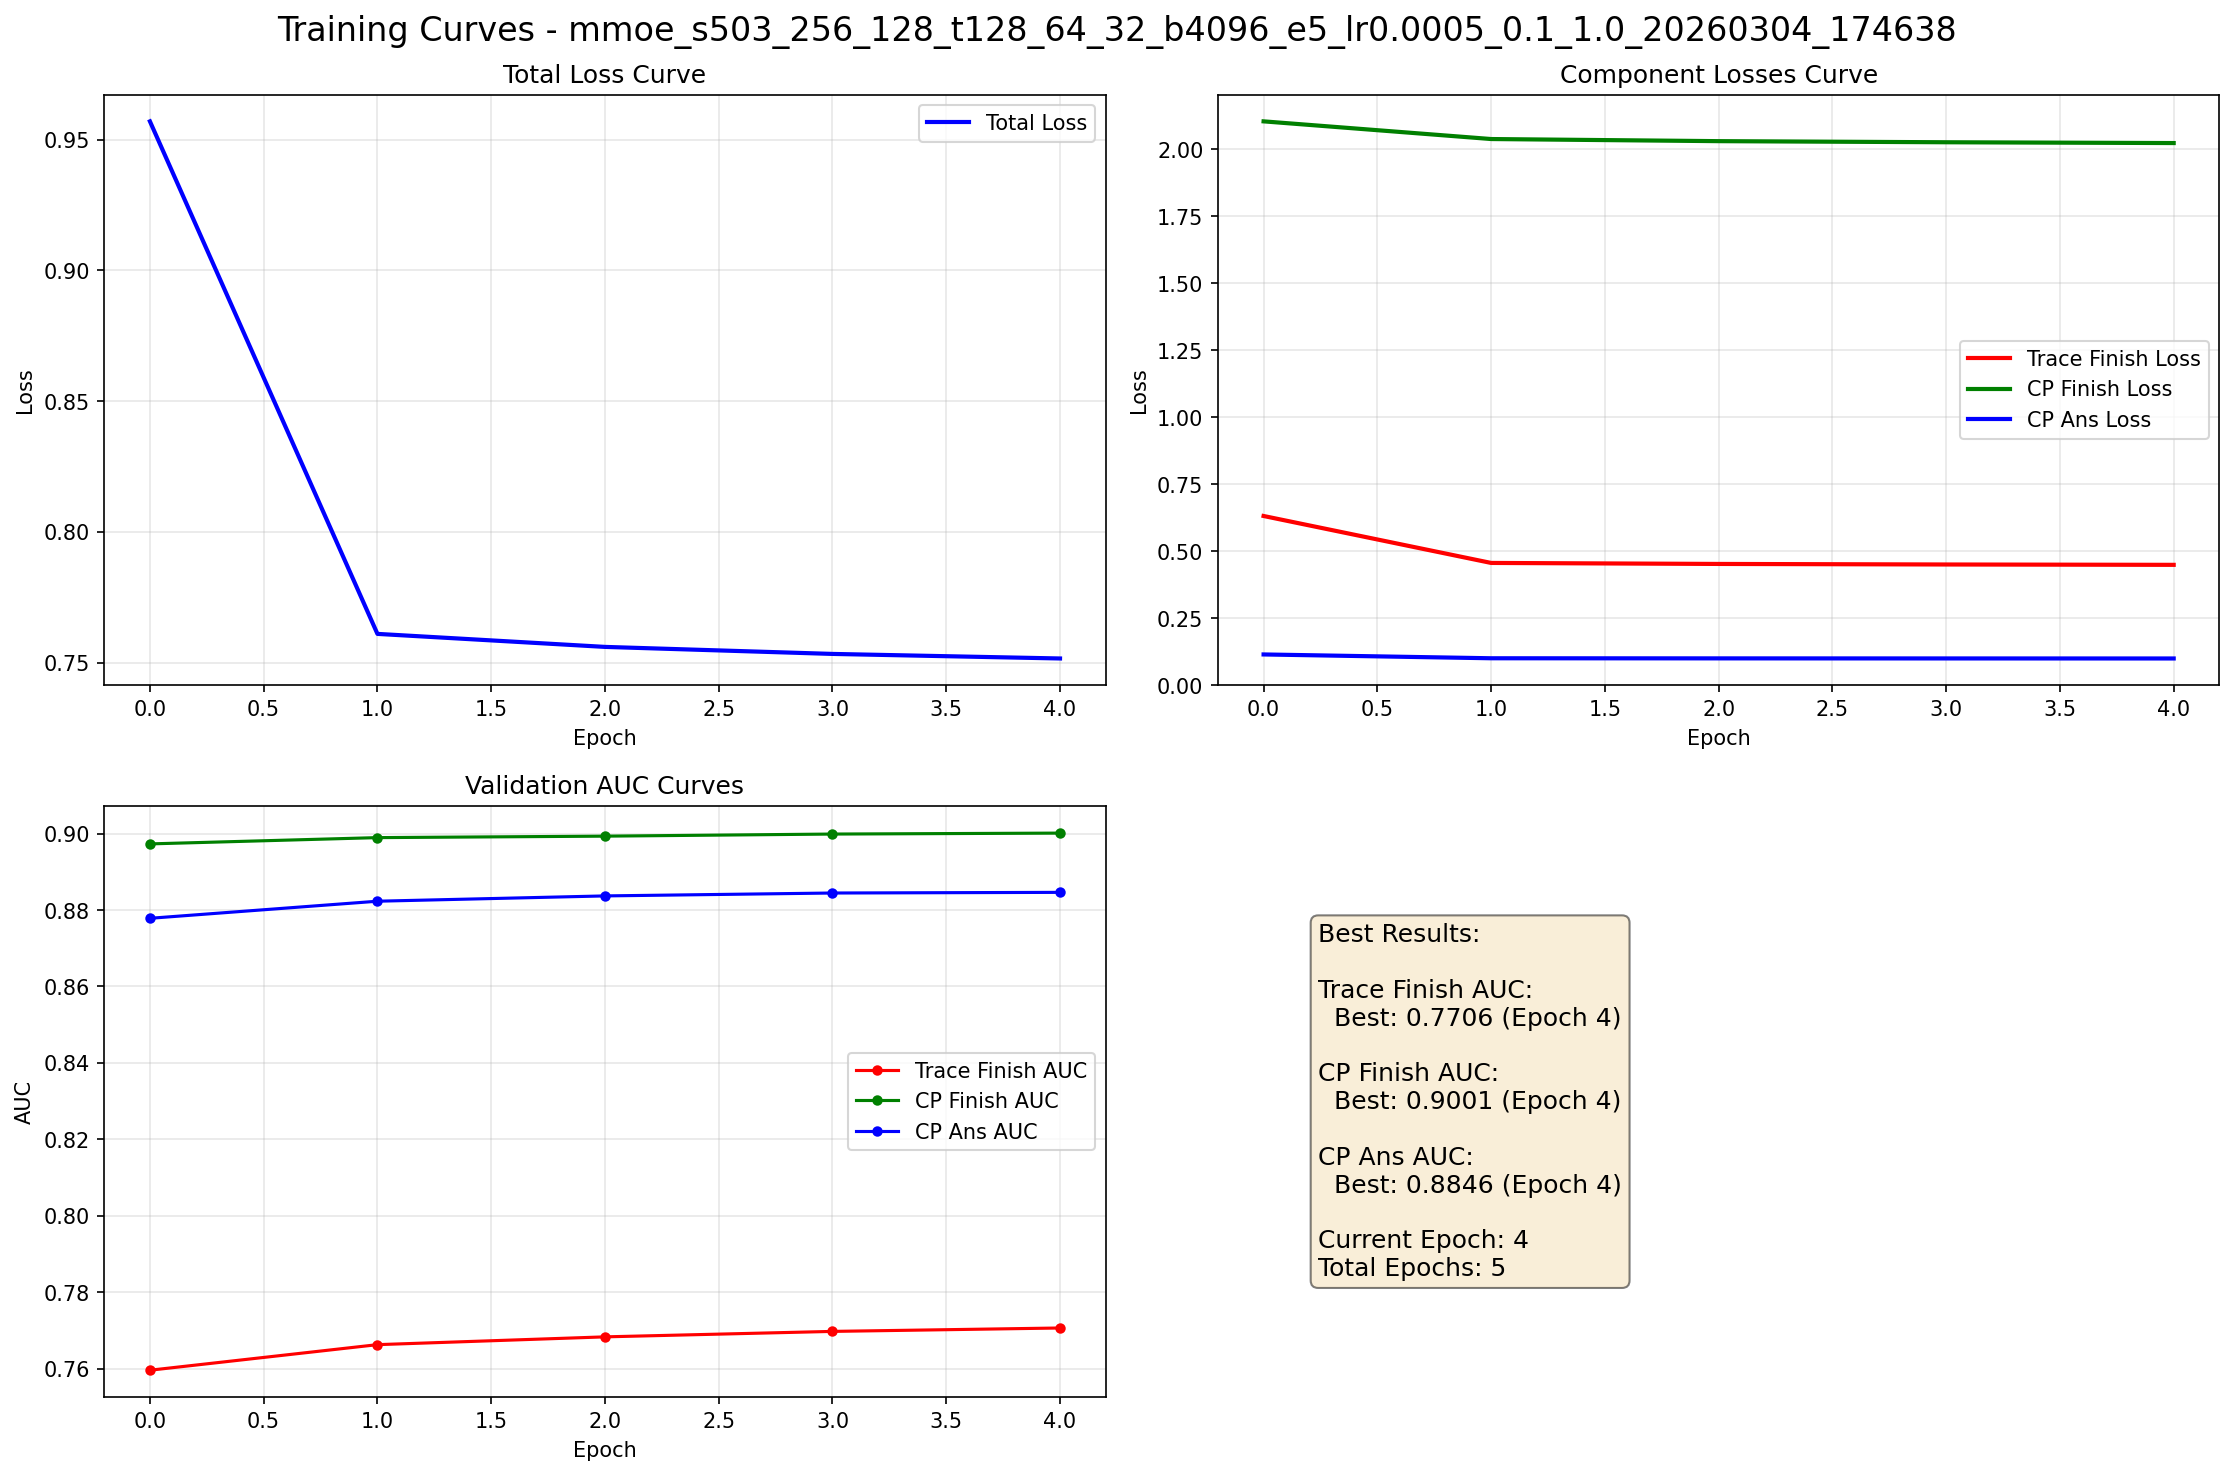 Training Curves - mmoe_s503_256_128_t128_64_32_b4096_e5_lr0.0005_0.1_1.0_20260304_174638
Total Loss Curve
Loss
0.95
0.90
0.85
0.80
0.75
Total Loss
0.0 0.5 1.0 1.5 2.0 2.5 3.0 3.5 4.0
Epoch
Component Losses Curve
Loss
2.00
1.75
1.50
1.25
1.00
0.75
0.50
0.25
0.00
Trace Finish Loss
CP Finish Loss
CP Ans Loss
0.0 0.5 1.0 1.5 2.0 2.5 3.0 3.5 4.0
Epoch
Validation AUC Curves
AUC
0.90
0.88
0.86
0.84
0.82
0.80
0.78
0.76
Trace Finish AUC
CP Finish AUC
CP Ans AUC
0.0 0.5 1.0 1.5 2.0 2.5 3.0 3.5 4.0
Epoch
Best Results:
Trace Finish AUC:
Best: 0.7706 (Epoch 4)
CP Finish AUC:
Best: 0.9001 (Epoch 4)
CP Ans AUC:
Best: 0.8846 (Epoch 4)
Current Epoch: 4
Total Epochs: 5